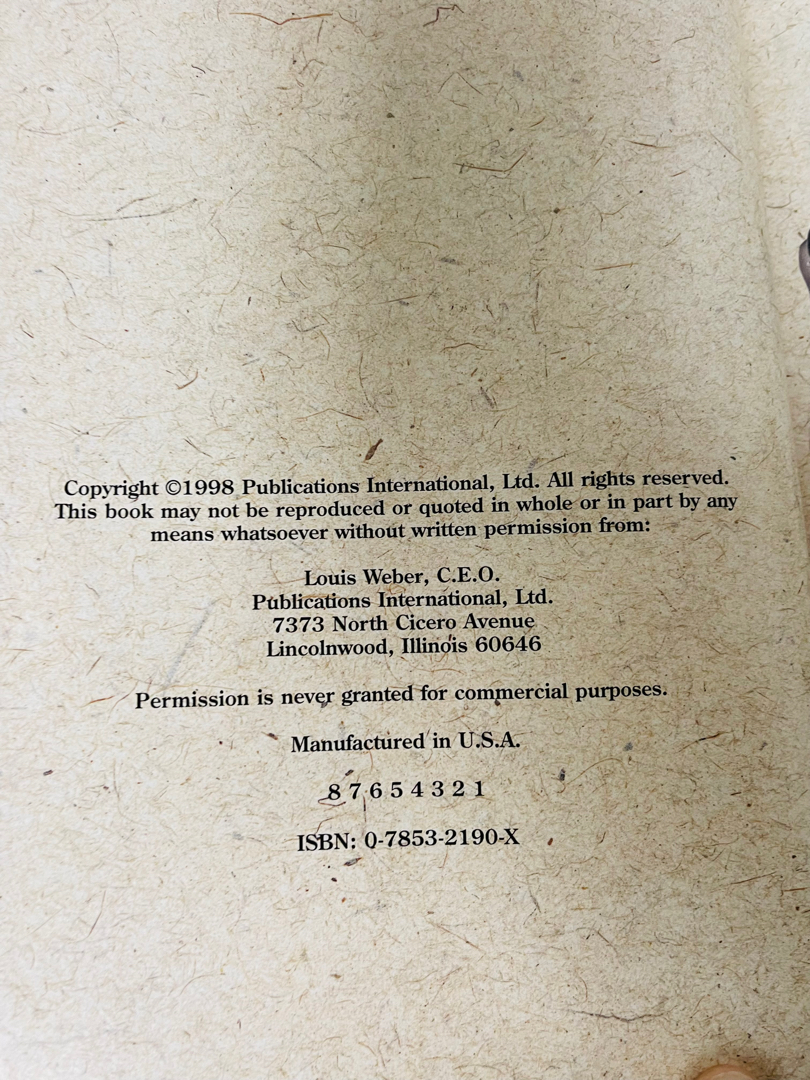 Copyright ©1998 Publications International, Ltd. All rights reserved.
This book may not be reproduced or quoted in whole or in part by any
means whatsoever without written permission from:
Louis Weber, C.E.O.
Publications International, Ltd.
7373 North Cicero Avenue
Lincolnwood, Illinois 60646
Permission is never granted for commercial purposes.
Manufactured in U.S.A.
8 7 6 5 4 3 2 1
ISBN: 0-7853-2190-X